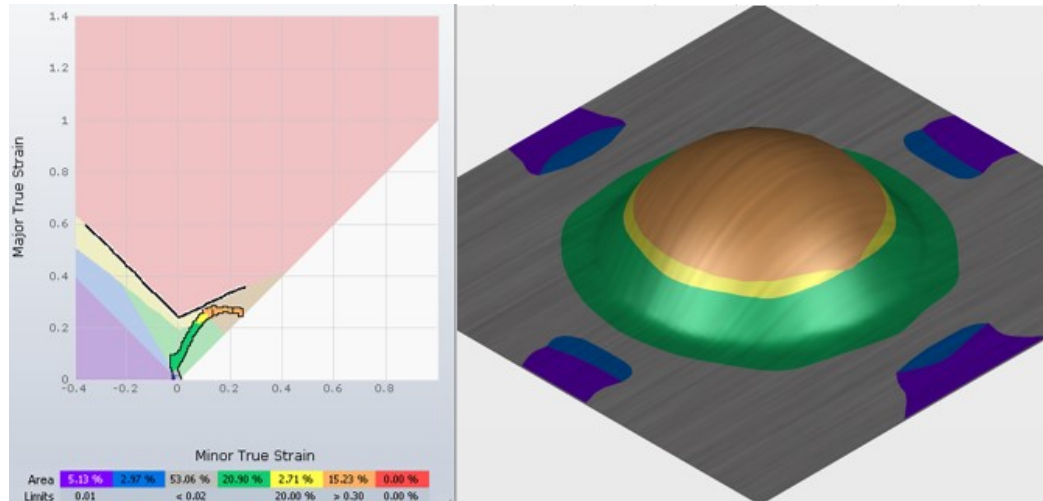 1.4
1.2
1
0.8
0.6
0.4
0.2
0
-0.4 -0.2 0 0.2 0.4 0.6 0.8
Major True Strain
Minor True Strain
Area 5.13 % 2.97 % 53.06 % 20.90 % 2.71 % 15.23 % 0.00 %
Limits 0.01 < 0.02 20.00 % > 0.30 0.00 %